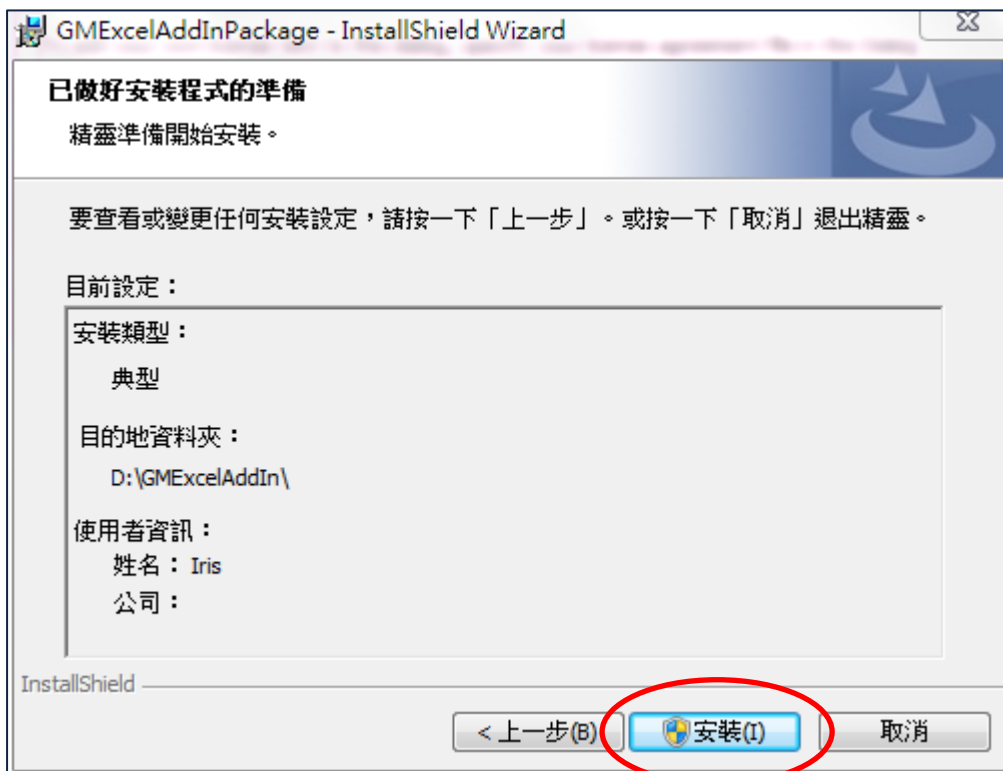 GMExcelAddInPackage - InstallShield Wizard
已做好安裝程式的準備
精靈準備開始安裝。
要查看或變更任何安裝設定，請按一下「上一步」。或按一下「取消」退出精靈。
目前設定：
安裝類型：
典型
目的地資料夾：
D:\GMExcelAddIn\
使用者資訊：
姓名： Iris
公司：
InstallShield
< 上一步(B)
安裝(I)
取消